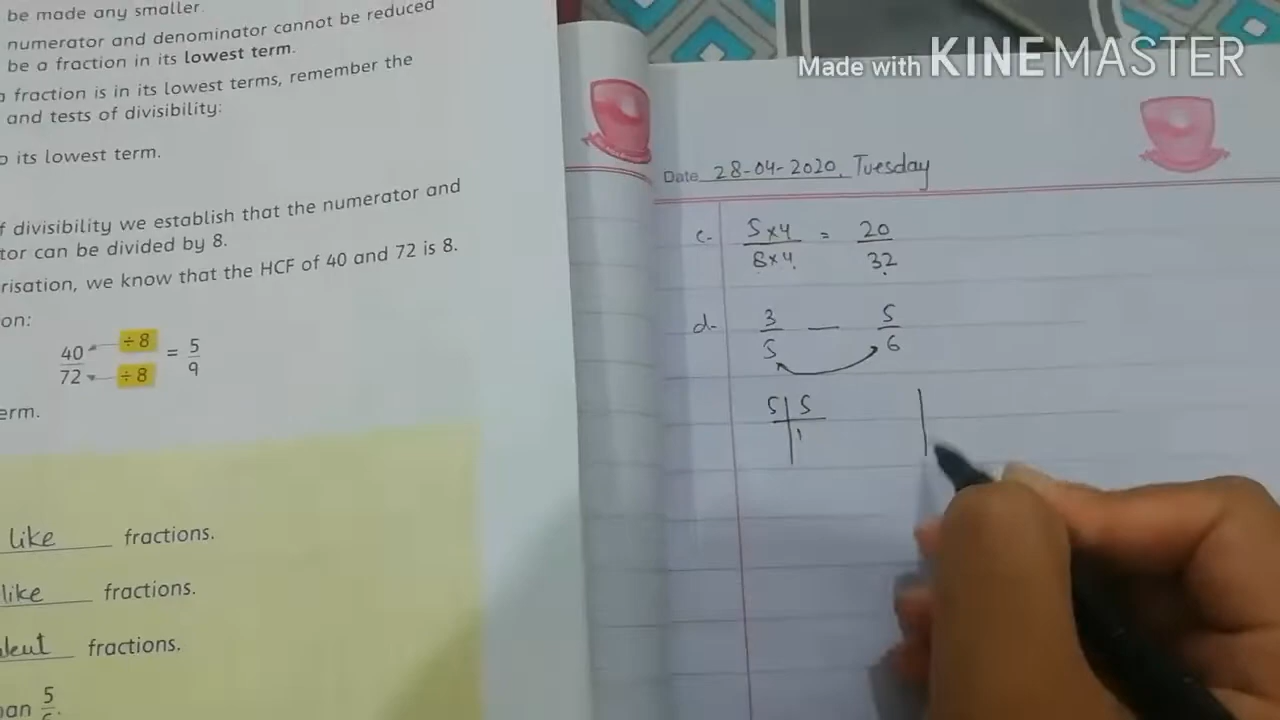 be made any smaller.
numerator and denominator cannot be reduced
be a fraction in its lowest term.
fraction is in its lowest terms, remember the
and tests of divisibility:
its lowest term.
f divisibility we establish that the numerator and
tor can be divided by 8.
risation, we know that the HCF of 40 and 72 is 8.
on:
40 ÷8 = 5
72 ÷8 9
erm.
like fractions.
like fractions.
lent fractions.
an 5
Made with KINEMASTER
Date 28-04-2020, Tuesday
c- 5×4 = 20
8×4 32
d- 3 — 5
5 6
5 | 5
1